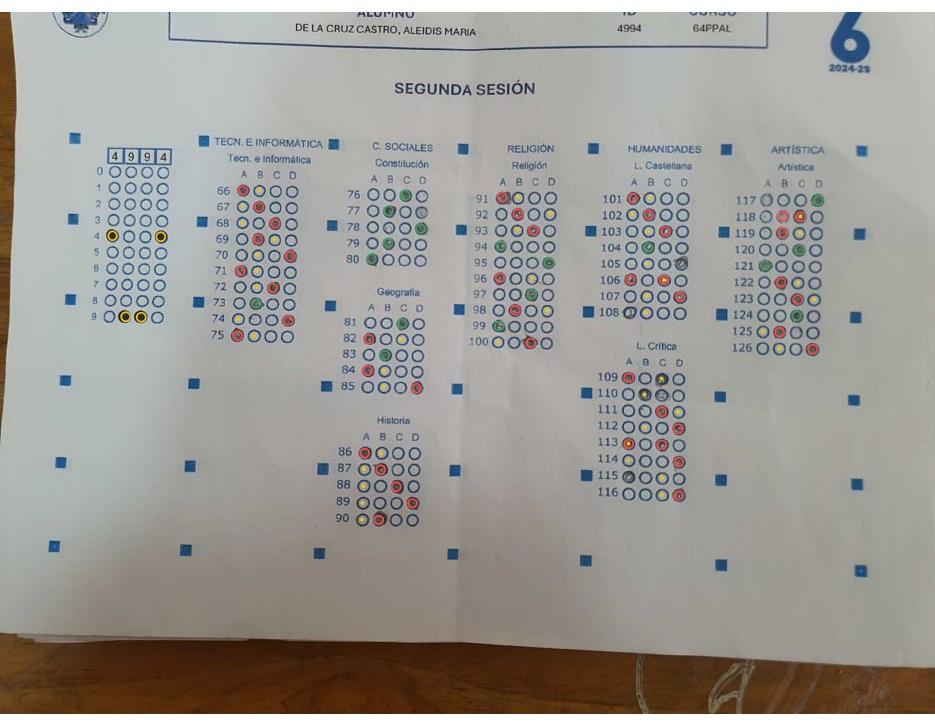 ALUMNO ID CURSO
DE LA CRUZ CASTRO, ALEIDIS MARIA 4994 64PPAL
6
2024-25
SEGUNDA SESIÓN
4 9 9 4
0
1
2
3
4
5
6
7
8
9
TECN. E INFORMÁTICA
Tecn. e Informática
A B C D
66
67
68
69
70
71
72
73
74
75
C. SOCIALES
Constitución
A B C D
76
77
78
79
80
Geografía
A B C D
81
82
83
84
85
Historia
A B C D
86
87
88
89
90
RELIGIÓN
Religión
A B C D
91
92
93
94
95
96
97
98
99
100
HUMANIDADES
L. Castellana
A B C D
101
102
103
104
105
106
107
108
L. Crítica
A B C D
109
110
111
112
113
114
115
116
ARTÍSTICA
Artística
A B C D
117
118
119
120
121
122
123
124
125
126